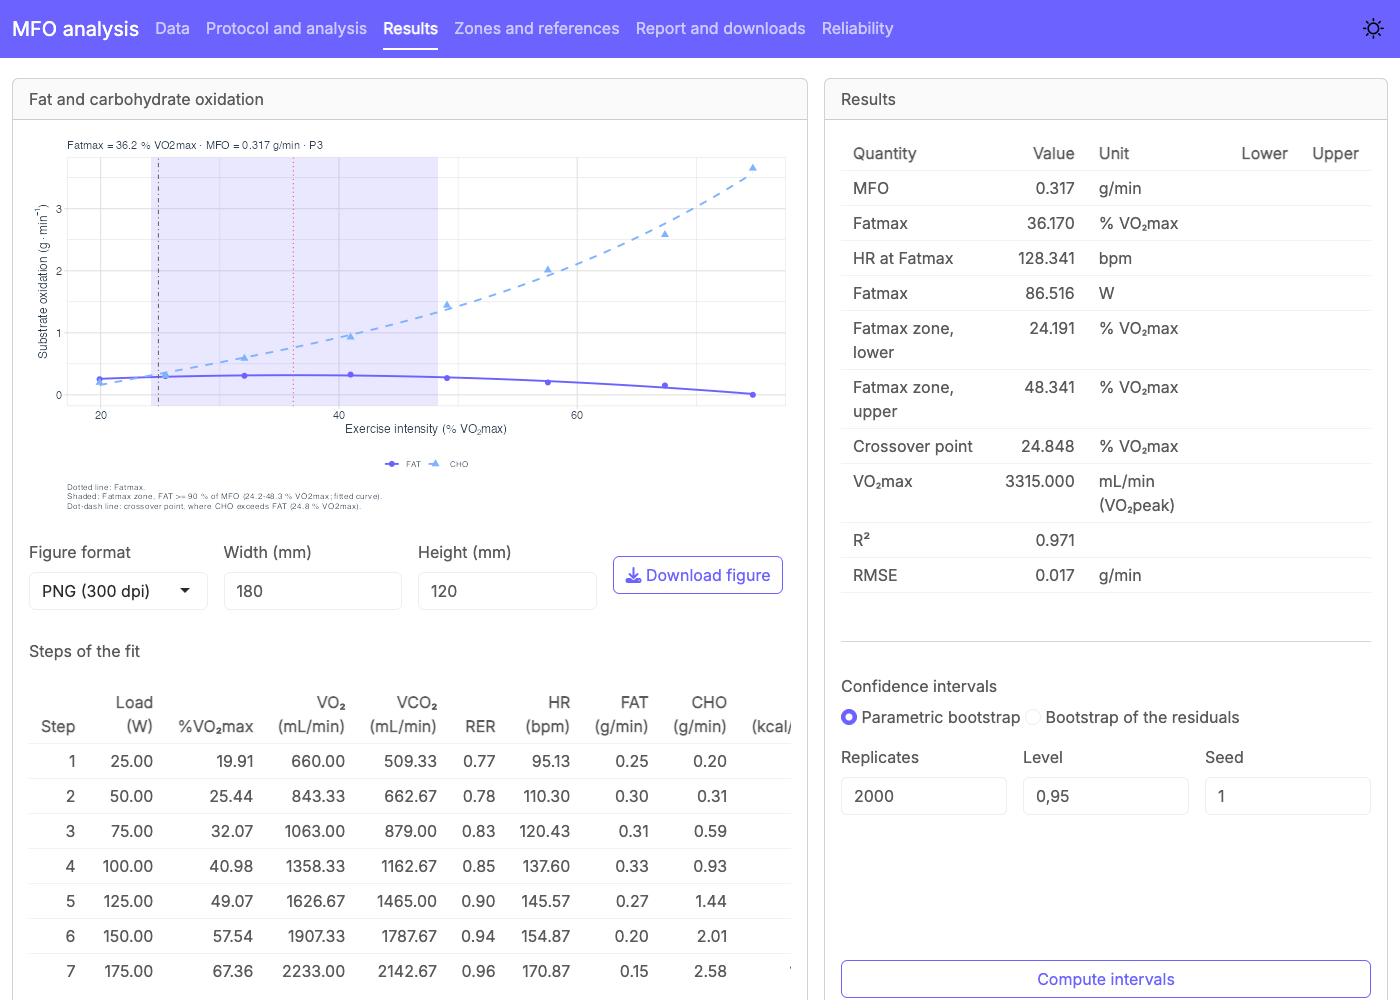 MFO analysis Data Protocol and analysis Results Zones and references Report and downloads Reliability
Fat and carbohydrate oxidation
Fatmax = 36.2 % VO2max · MFO = 0.317 g/min · P3
Substrate oxidation (g · min⁻¹)
3
2
1
0
20 40 60
Exercise intensity (% VO₂max)
FAT CHO
Dotted line: Fatmax.
Shaded: Fatmax zone, FAT >= 90 % of MFO (24.2-48.3 % VO2max; fitted curve).
Dot-dash line: crossover point, where CHO exceeds FAT (24.8 % VO2max).
Figure format Width (mm) Height (mm)
PNG (300 dpi) 180 120 Download figure
Steps of the fit
Load VO₂ VCO₂ HR FAT CHO
Step (W) %VO₂max (mL/min) (mL/min) RER (bpm) (g/min) (g/min) (kcal/
1 25.00 19.91 660.00 509.33 0.77 95.13 0.25 0.20
2 50.00 25.44 843.33 662.67 0.78 110.30 0.30 0.31
3 75.00 32.07 1063.00 879.00 0.83 120.43 0.31 0.59
4 100.00 40.98 1358.33 1162.67 0.85 137.60 0.33 0.93
5 125.00 49.07 1626.67 1465.00 0.90 145.57 0.27 1.44
6 150.00 57.54 1907.33 1787.67 0.94 154.87 0.20 2.01
7 175.00 67.36 2233.00 2142.67 0.96 170.87 0.15 2.58
Results
Quantity Value Unit Lower Upper
MFO 0.317 g/min
Fatmax 36.170 % VO₂max
HR at Fatmax 128.341 bpm
Fatmax 86.516 W
Fatmax zone, 24.191 % VO₂max
lower
Fatmax zone, 48.341 % VO₂max
upper
Crossover point 24.848 % VO₂max
VO₂max 3315.000 mL/min
(VO₂peak)
R² 0.971
RMSE 0.017 g/min
Confidence intervals
Parametric bootstrap Bootstrap of the residuals
Replicates Level Seed
2000 0,95 1
Compute intervals